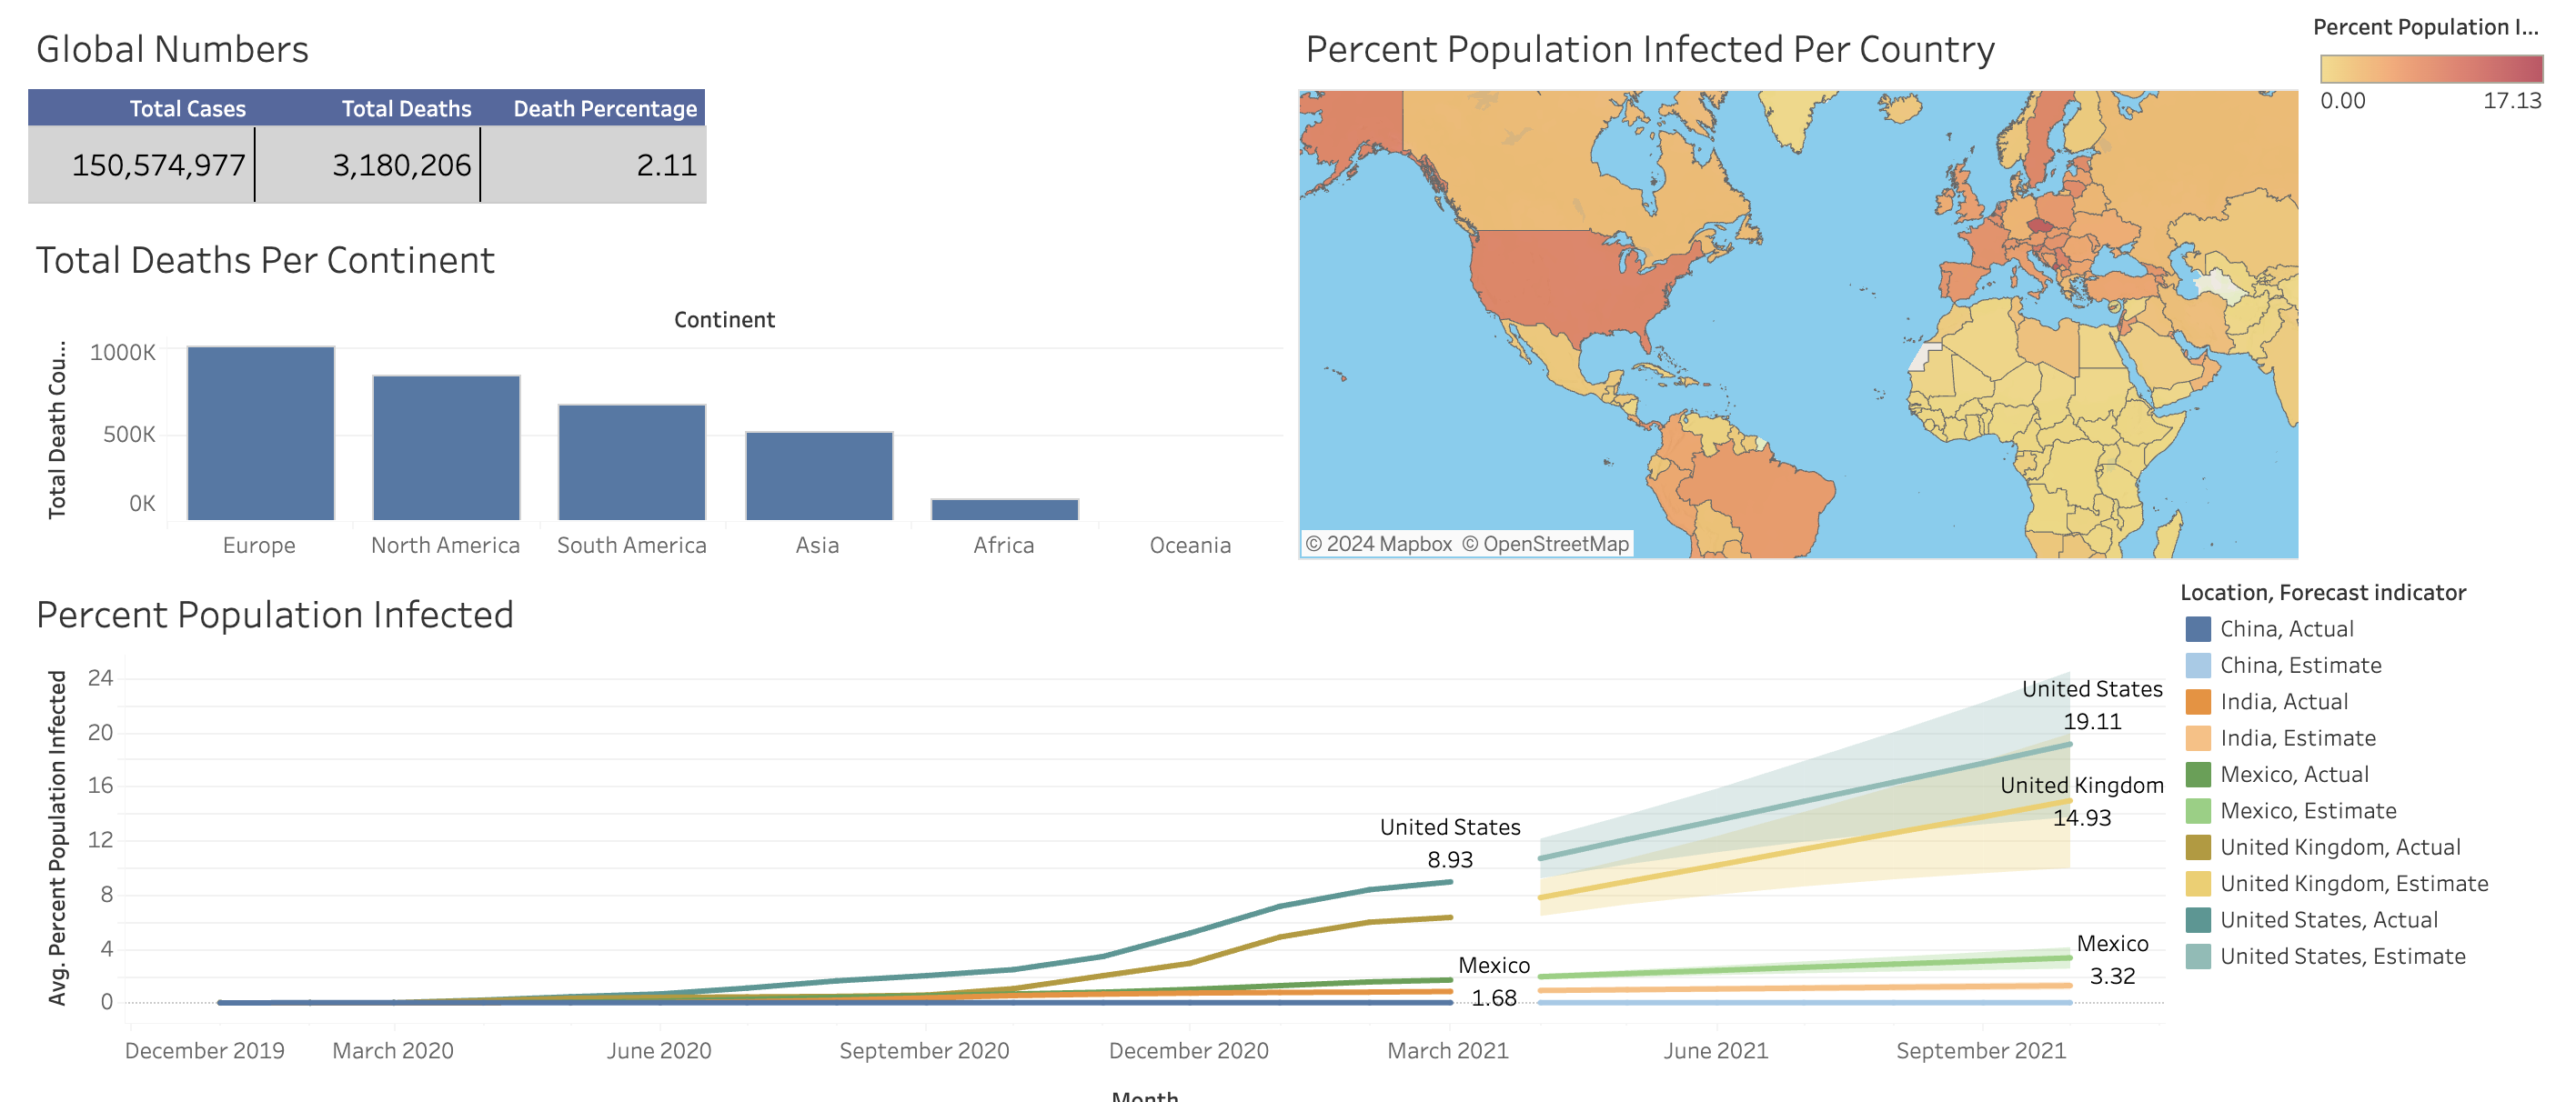 Global Numbers
Total Cases Total Deaths Death Percentage
150,574,977 3,180,206 2.11
Total Deaths Per Continent
Continent
Total Death Cou...
1000K
500K
0K
Europe North America South America Asia Africa Oceania
Percent Population Infected Per Country
© 2024 Mapbox © OpenStreetMap
Percent Population I...
0.00 17.13
Percent Population Infected
Avg. Percent Population Infected
24
20
16
12
8
4
0
United States
8.93
Mexico
1.68
United States
19.11
United Kingdom
14.93
Mexico
3.32
December 2019 March 2020 June 2020 September 2020 December 2020 March 2021 June 2021 September 2021
Month
Location, Forecast indicator
China, Actual
China, Estimate
India, Actual
India, Estimate
Mexico, Actual
Mexico, Estimate
United Kingdom, Actual
United Kingdom, Estimate
United States, Actual
United States, Estimate